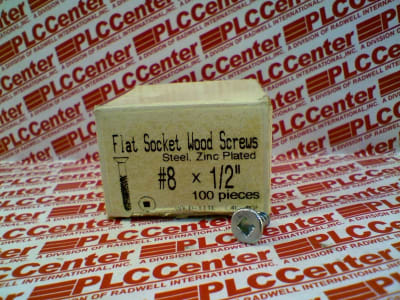 PLCCenter
A DIVISION OF RADWELL INTERNATIONAL, INC.
Flat Socket Wood Screws
Steel, Zinc Plated
#8 x 1/2"
100 pieces